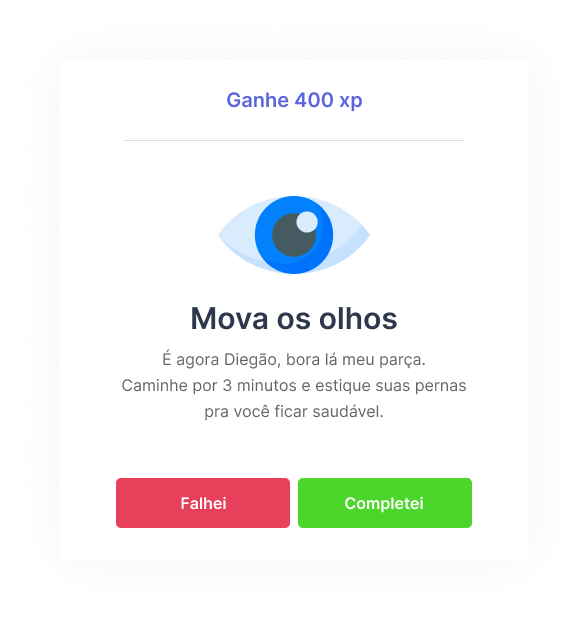 Ganhe 400 xp
Mova os olhos
É agora Diegão, bora lá meu parça.
Caminhe por 3 minutos e estique suas pernas
pra você ficar saudável.
Falhei
Completei